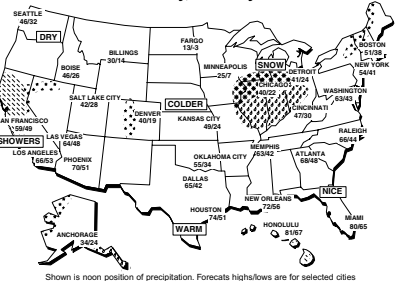 SEATTLE
46/32
DRY
BILLINGS
30/14
BOISE
46/26
FARGO
13/-3
MINNEAPOLIS
25/7
SNOW
DETROIT
41/24
BOSTON
51/38
NEW YORK
54/41
CHICAGO
40/22
WASHINGTON
63/43
SALT LAKE CITY
42/28
DENVER
40/19
COLDER
KANSAS CITY
49/24
CINCINNATI
47/30
RALEIGH
66/44
AN FRANCISCO
59/49
SHOWERS
LAS VEGAS
64/48
LOS ANGELES
66/53
PHOENIX
70/51
OKLAHOMA CITY
55/34
MEMPHIS
63/42
ATLANTA
68/48
DALLAS
65/42
NICE
HOUSTON
74/51
NEW ORLEANS
72/56
MIAMI
80/65
WARM
HONOLULU
81/67
ANCHORAGE
34/24
Shown is noon position of precipitation. Forecats highs/lows are for selected cities